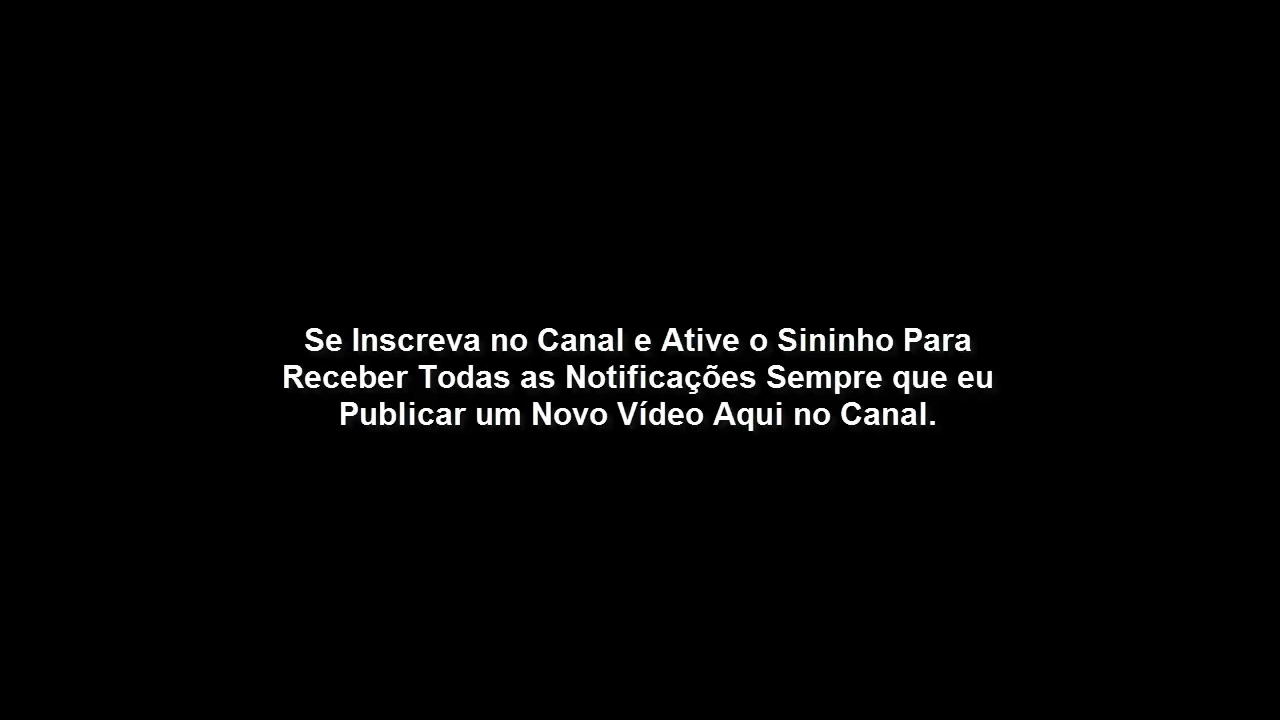 Se Inscreva no Canal e Ative o Sininho Para
Receber Todas as Notificações Sempre que eu
Publicar um Novo Vídeo Aqui no Canal.